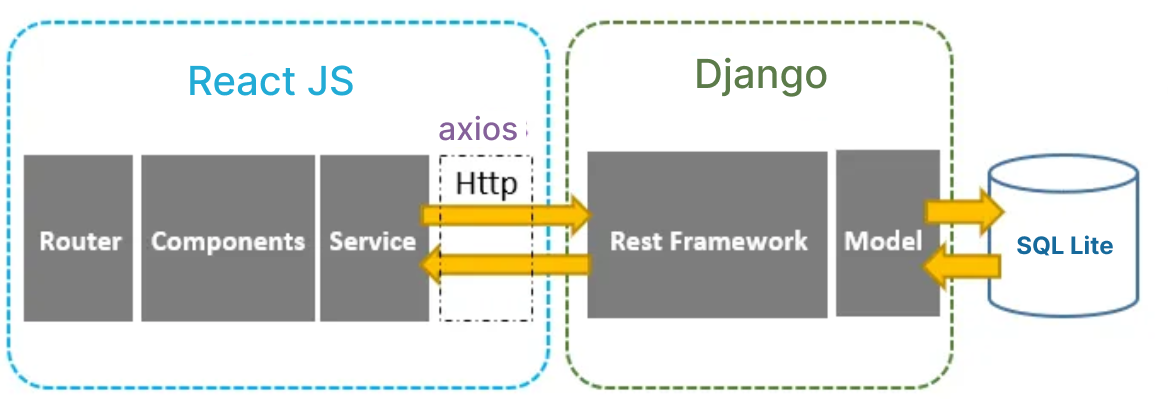 React JS
Django
axios
Http
Router
Components
Service
Rest Framework
Model
SQL Lite